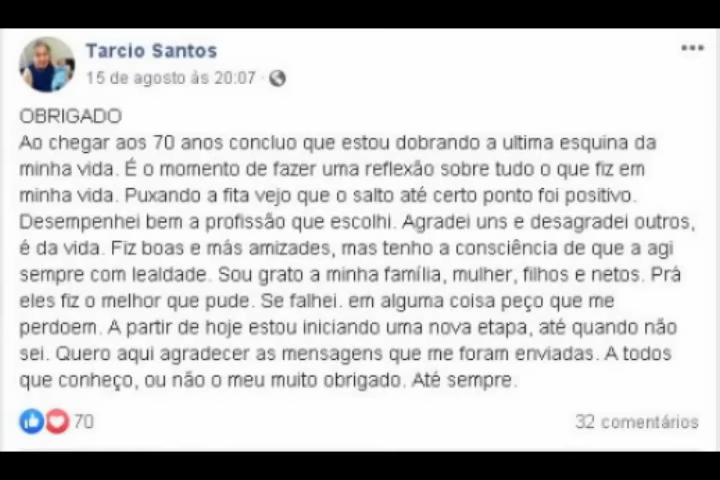 Tarcio Santos
15 de agosto às 20:07 ·
OBRIGADO
Ao chegar aos 70 anos concluo que estou dobrando a ultima esquina da
minha vida. É o momento de fazer uma reflexão sobre tudo o que fiz em
minha vida. Puxando a fita vejo que o salto até certo ponto foi positivo.
Desempenhei bem a profissão que escolhi. Agradei uns e desagradei outros,
é da vida. Fiz boas e más amizades, mas tenho a consciência de que a agi
sempre com lealdade. Sou grato a minha família, mulher, filhos e netos. Prá
eles fiz o melhor que pude. Se falhei. em alguma coisa peço que me
perdoem. A partir de hoje estou iniciando uma nova etapa, até quando não
sei. Quero aqui agradecer as mensagens que me foram enviadas. A todos
que conheço, ou não o meu muito obrigado. Até sempre.
70 32 comentários